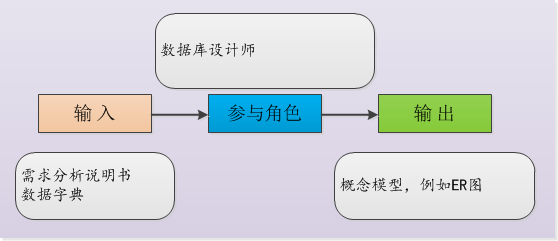 数据库设计师
输入
参与角色
输出
需求分析说明书
数据字典
概念模型，例如ER图